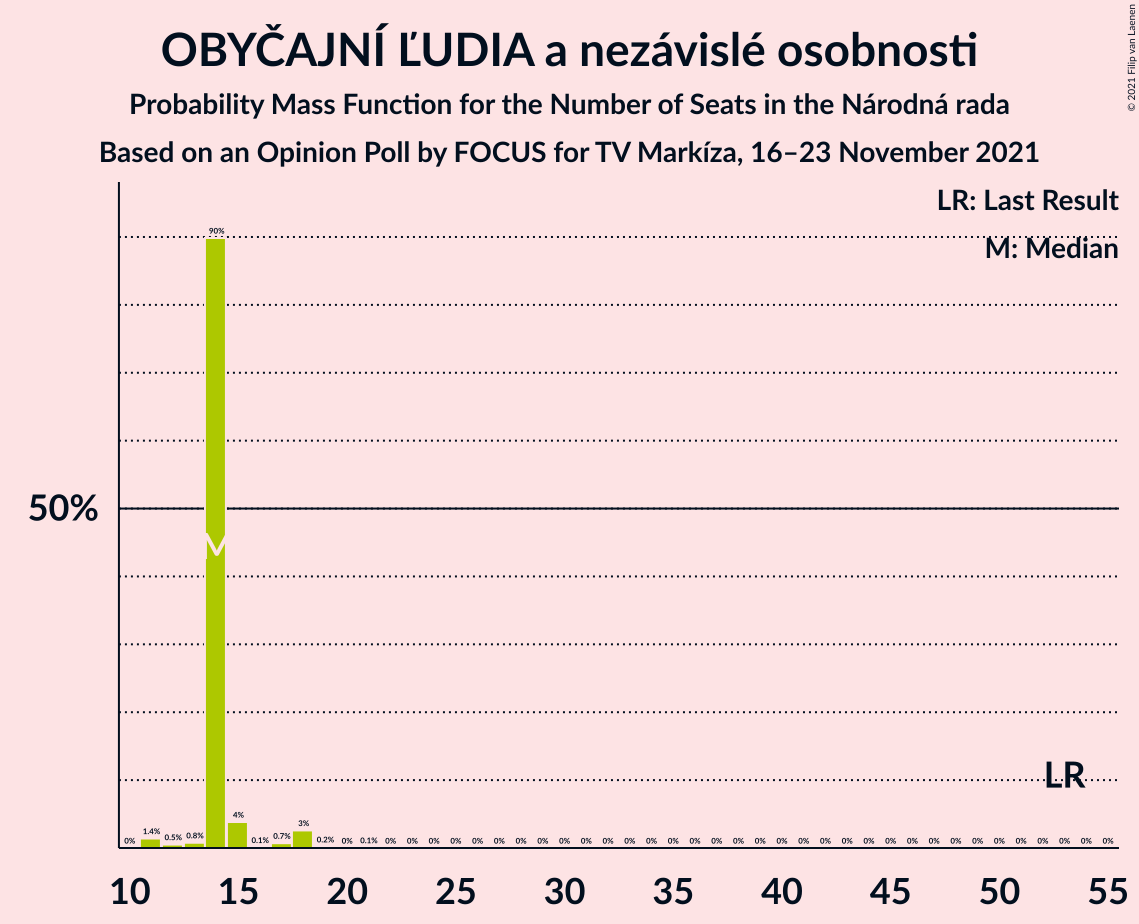 OBYČAJNÍ ĽUDIA a nezávislé osobnosti
Probability Mass Function for the Number of Seats in the Národná rada
Based on an Opinion Poll by FOCUS for TV Markíza, 16–23 November 2021
© 2021 Filip van Laenen
LR: Last Result
M: Median
90%
50%
M
LR
0% 1.4% 0.5% 0.8% 4% 0.1% 0.7% 3% 0.2% 0% 0.1% 0% 0% 0% 0% 0% 0% 0% 0% 0% 0% 0% 0% 0% 0% 0% 0% 0% 0% 0% 0% 0% 0% 0% 0% 0% 0% 0% 0% 0% 0% 0% 0% 0% 0%
10 15 20 25 30 35 40 45 50 55